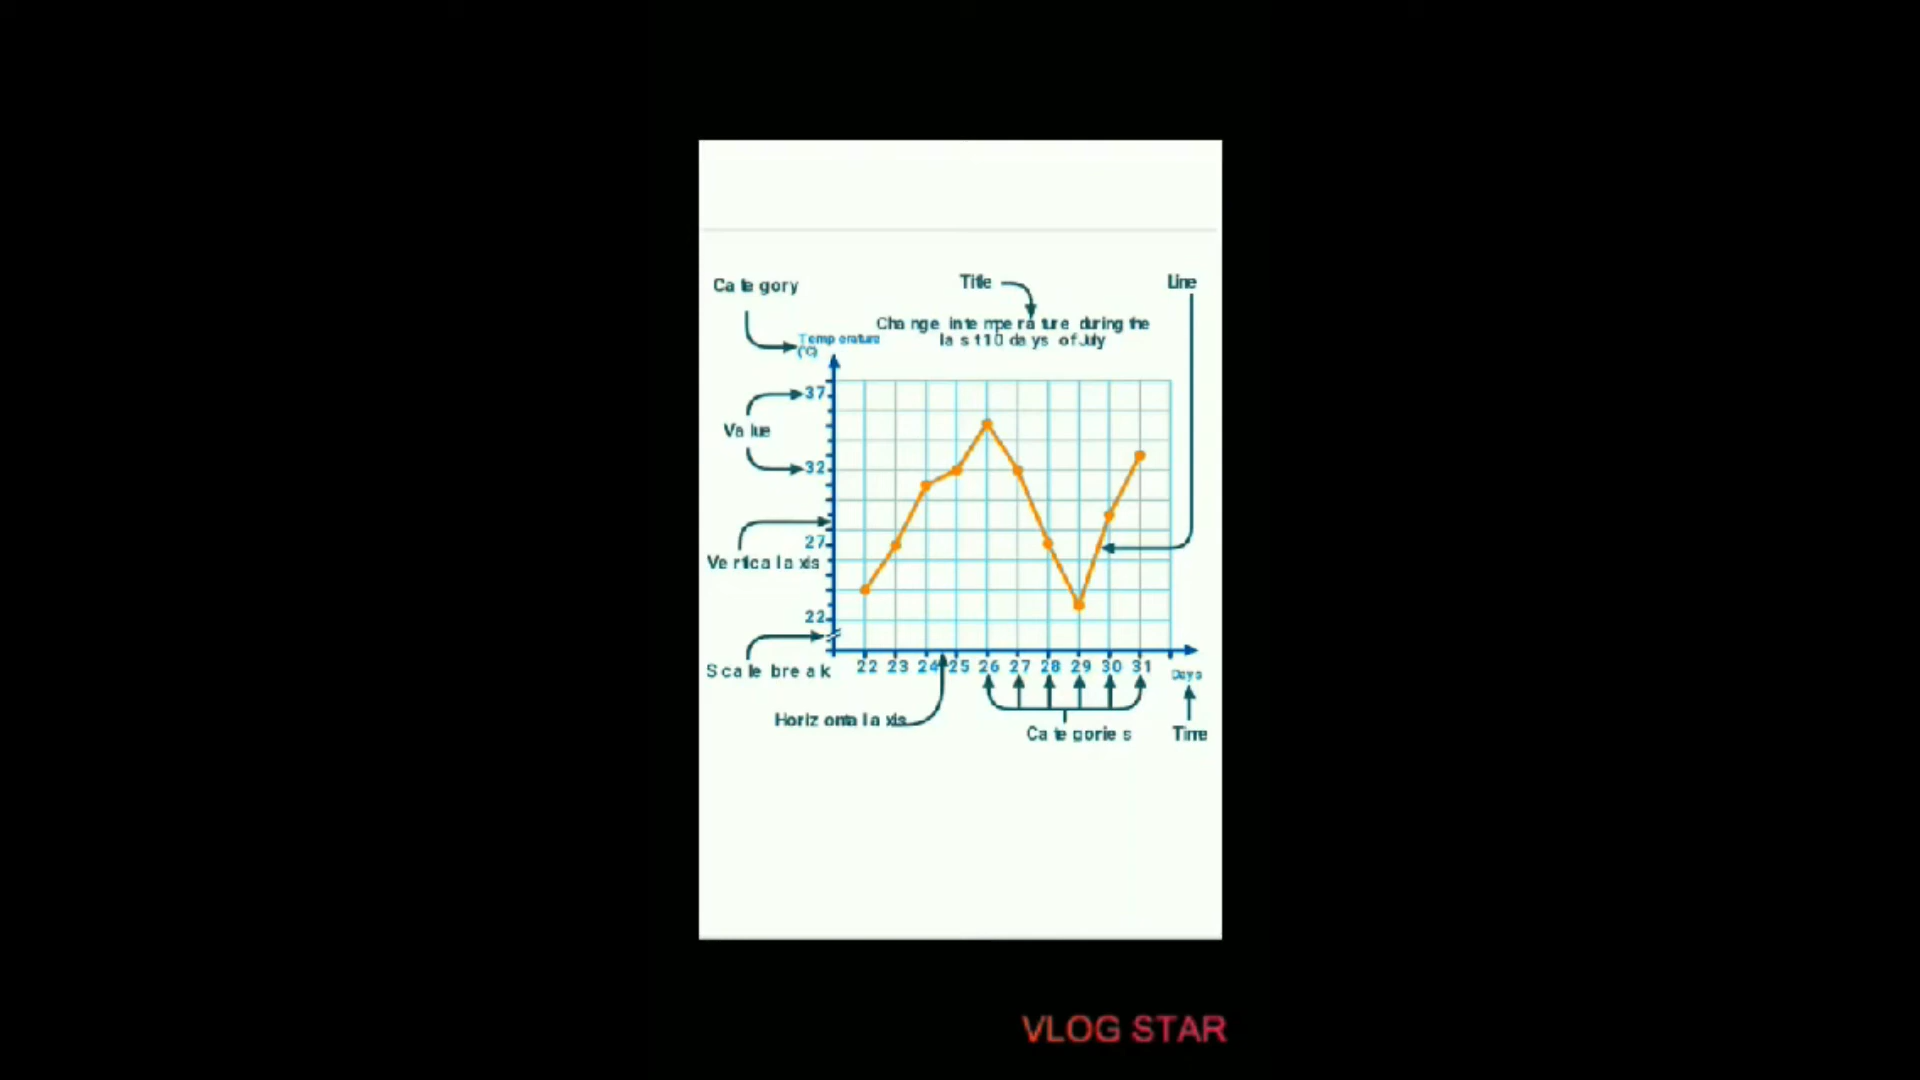 Category
Title
Line
Change in temperature during the
last 10 days of July
Temperature
(°C)
37
Value
32
27
Vertical axis
22
Scale break
22 23 24 25 26 27 28 29 30 31
Days
Horizontal axis
Categories
Time
VLOG STAR